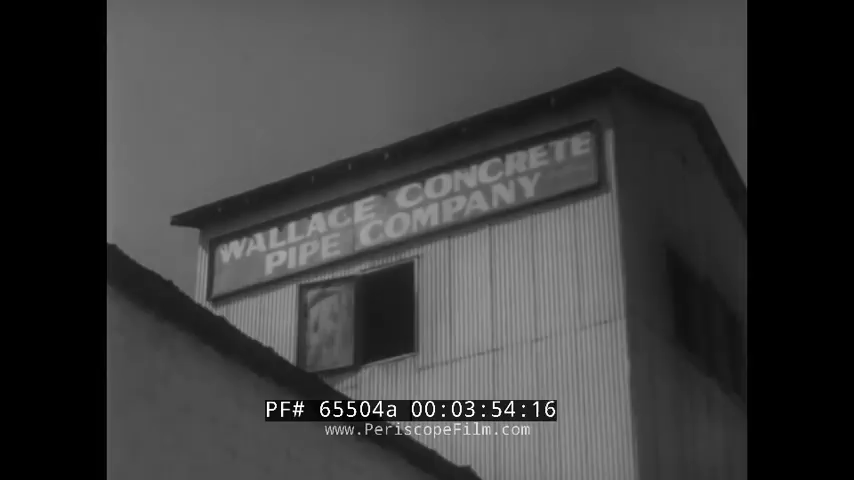 WALLACE CONCRETE
PIPE COMPANY
PF# 65504a 00:03:54:16
www.PeriscopeFilm.com